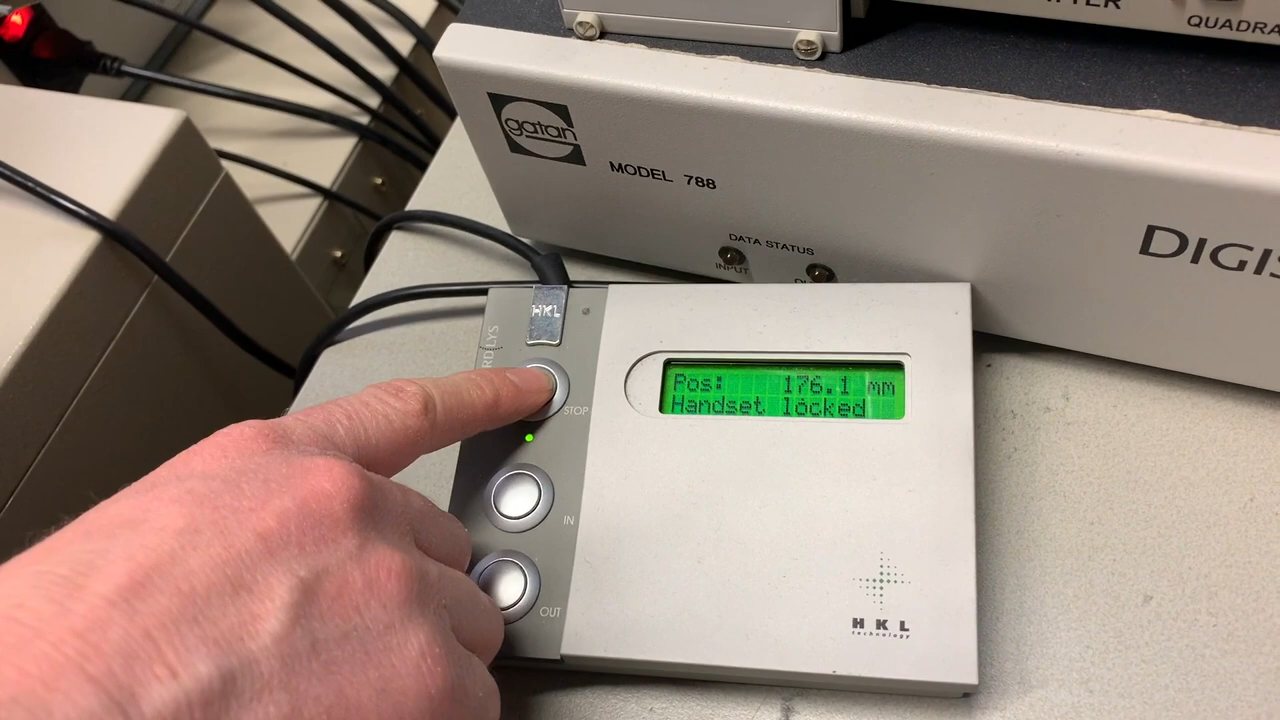 QUADRA
gatan
MODEL 788
DATA STATUS
INPUT
DIGIS
HKL
STOP
Pos: 176.1 mm
Handset locked
IN
OUT
HKL
technology